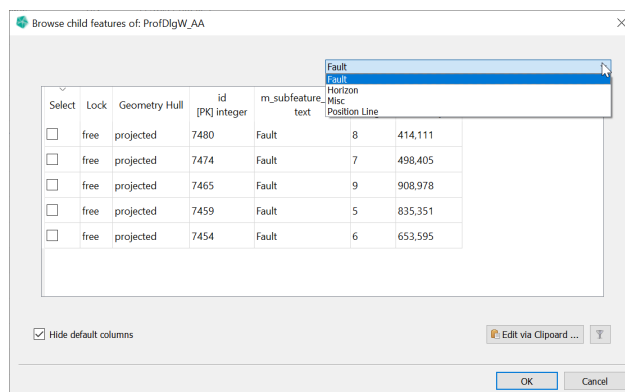 Browse child features of: ProfDlgW_AA
Fault
Fault
Horizon
Misc
Position Line
Select Lock Geometry Hull id [PK] integer m_subfeature_ text
free projected 7480 Fault 8 414,111
free projected 7474 Fault 7 498,405
free projected 7465 Fault 9 908,978
free projected 7459 Fault 5 835,351
free projected 7454 Fault 6 653,595
Hide default columns
Edit via Clipoard ...
OK Cancel